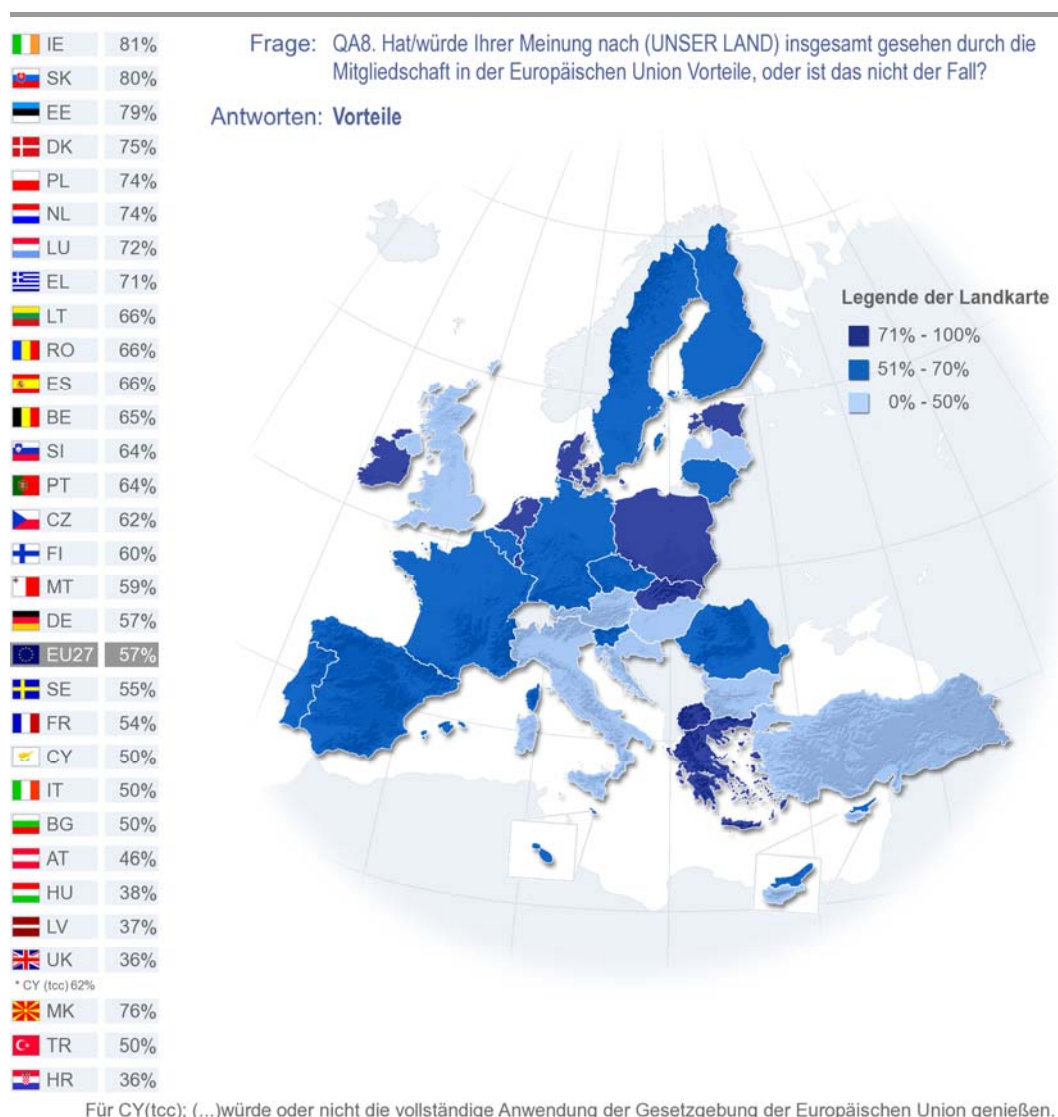 Frage: QA8. Hat/würde Ihrer Meinung nach (UNSER LAND) insgesamt gesehen durch die
Mitgliedschaft in der Europäischen Union Vorteile, oder ist das nicht der Fall?
Antworten: Vorteile
IE 81%
SK 80%
EE 79%
DK 75%
PL 74%
NL 74%
LU 72%
EL 71%
LT 66%
RO 66%
ES 66%
BE 65%
SI 64%
PT 64%
CZ 62%
FI 60%
MT 59%
DE 57%
EU27 57%
SE 55%
FR 54%
CY 50%
IT 50%
BG 50%
AT 46%
HU 38%
LV 37%
UK 36%
* CY (tcc) 62%
MK 76%
TR 50%
HR 36%
Legende der Landkarte
71% - 100%
51% - 70%
0% - 50%
Für CY(tcc): (...)würde oder nicht die vollständige Anwendung der Gesetzgebung der Europäischen Union genießen.